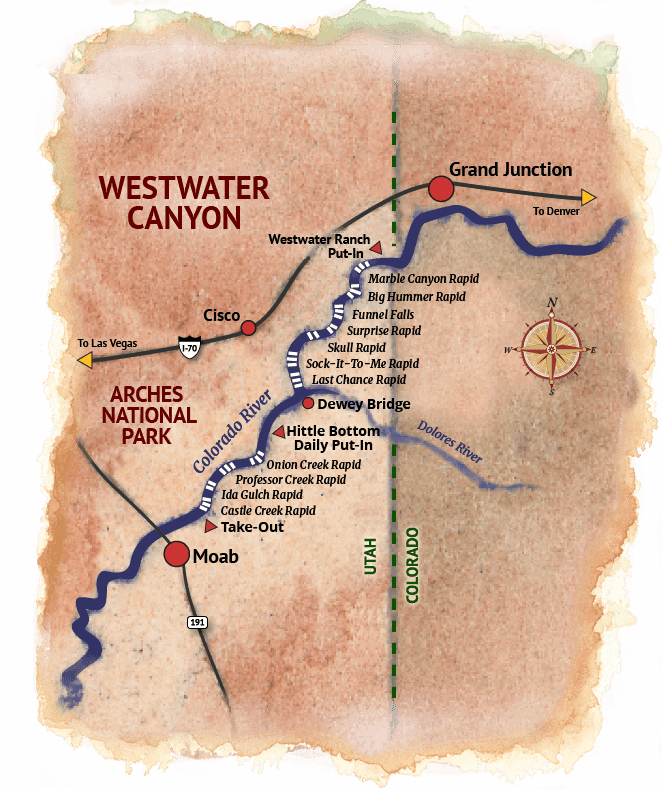 WESTWATER
CANYON
Grand Junction
To Denver
Westwater Ranch
Put-In
Marble Canyon Rapid
Big Hummer Rapid
Funnel Falls
Surprise Rapid
Skull Rapid
Sock-It-To-Me Rapid
Last Chance Rapid
Cisco
To Las Vegas
I-70
N
W
E
S
ARCHES
NATIONAL
PARK
Colorado River
Dewey Bridge
Hittle Bottom
Daily Put-In
Dolores River
Onion Creek Rapid
Professor Creek Rapid
Ida Gulch Rapid
Castle Creek Rapid
Take-Out
Moab
UTAH
COLORADO
191